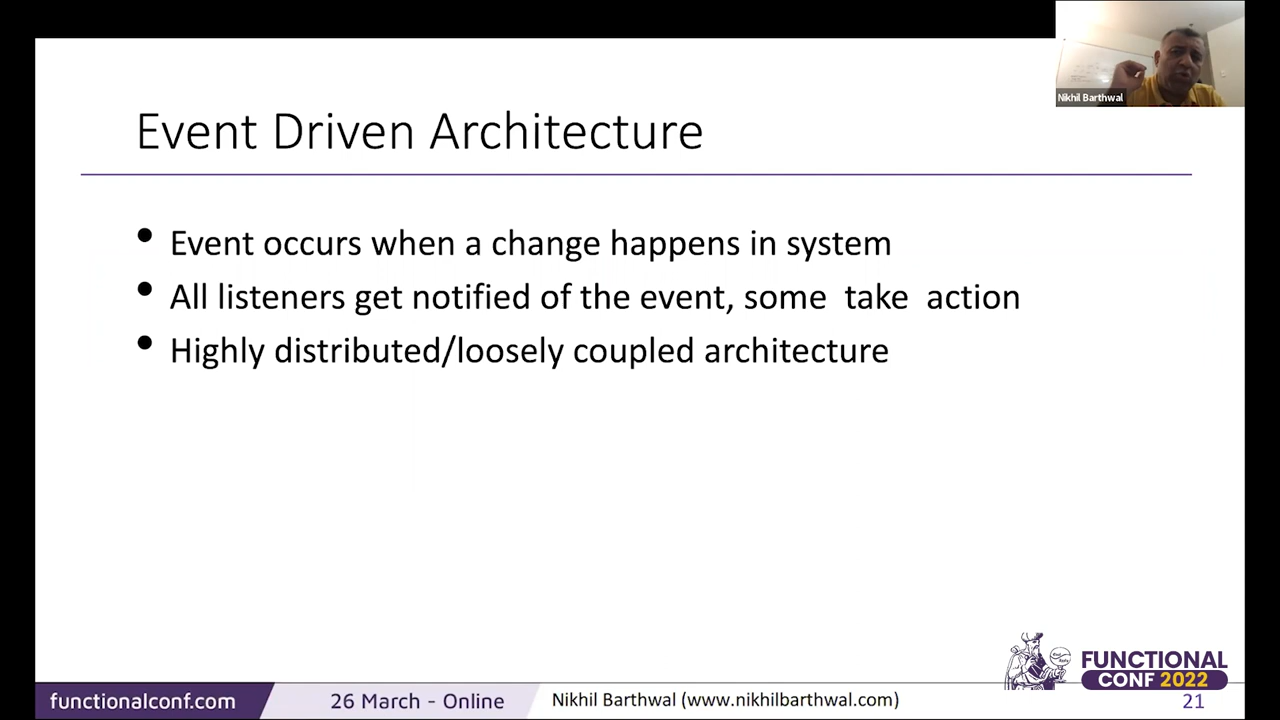 Nikhil Barthwal
Event Driven Architecture
• Event occurs when a change happens in system
• All listeners get notified of the event, some take action
• Highly distributed/loosely coupled architecture
FUNCTIONAL
CONF 2022
functionalconf.com
26 March - Online
Nikhil Barthwal (www.nikhilbarthwal.com)
21